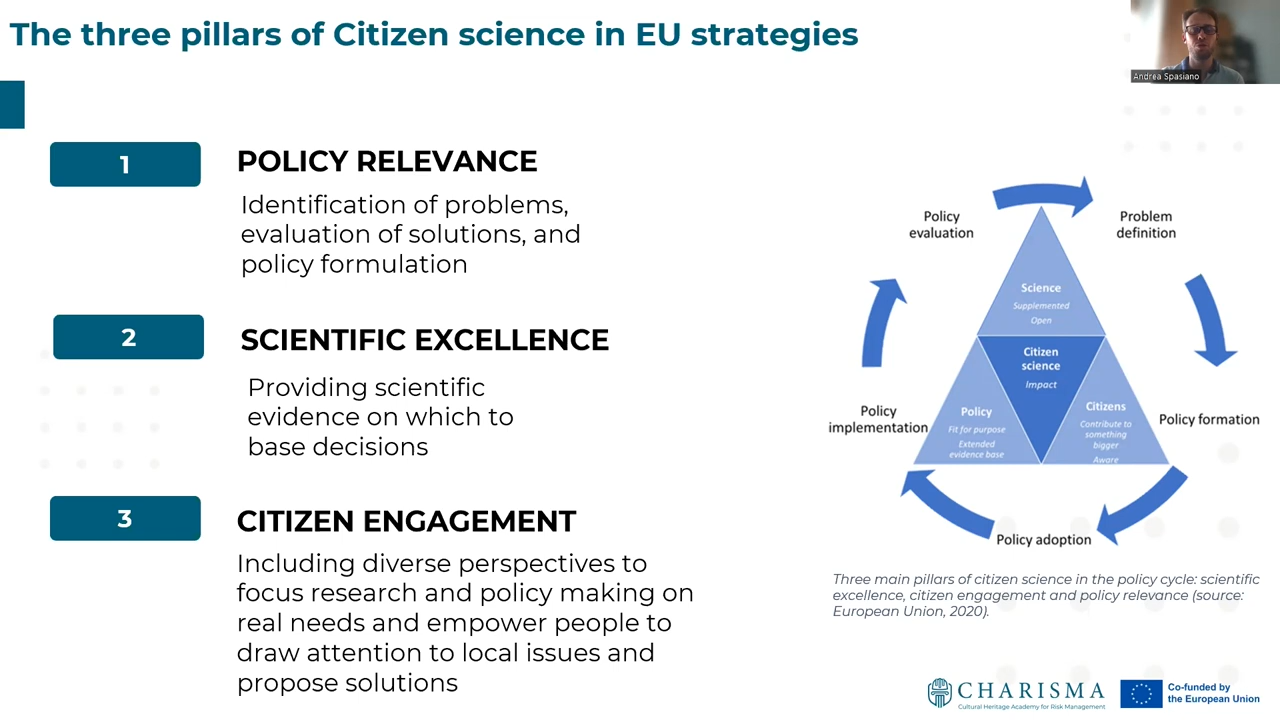 The three pillars of Citizen science in EU strategies
Andrea Spasiano
1
POLICY RELEVANCE
Identification of problems,
evaluation of solutions, and
policy formulation
2
SCIENTIFIC EXCELLENCE
Providing scientific
evidence on which to
base decisions
3
CITIZEN ENGAGEMENT
Including diverse perspectives to
focus research and policy making on
real needs and empower people to
draw attention to local issues and
propose solutions
Policy
evaluation
Problem
definition
Science
Supplemented
Open
Citizen
science
Impact
Policy
Fit for purpose
Extended
evidence base
Citizens
Contribute to
something
bigger
Aware
Policy
implementation
Policy formation
Policy adoption
Three main pillars of citizen science in the policy cycle: scientific
excellence, citizen engagement and policy relevance (source:
European Union, 2020).
CHARISMA
Cultural Heritage Academy for Risk Management
Co-funded by
the European Union